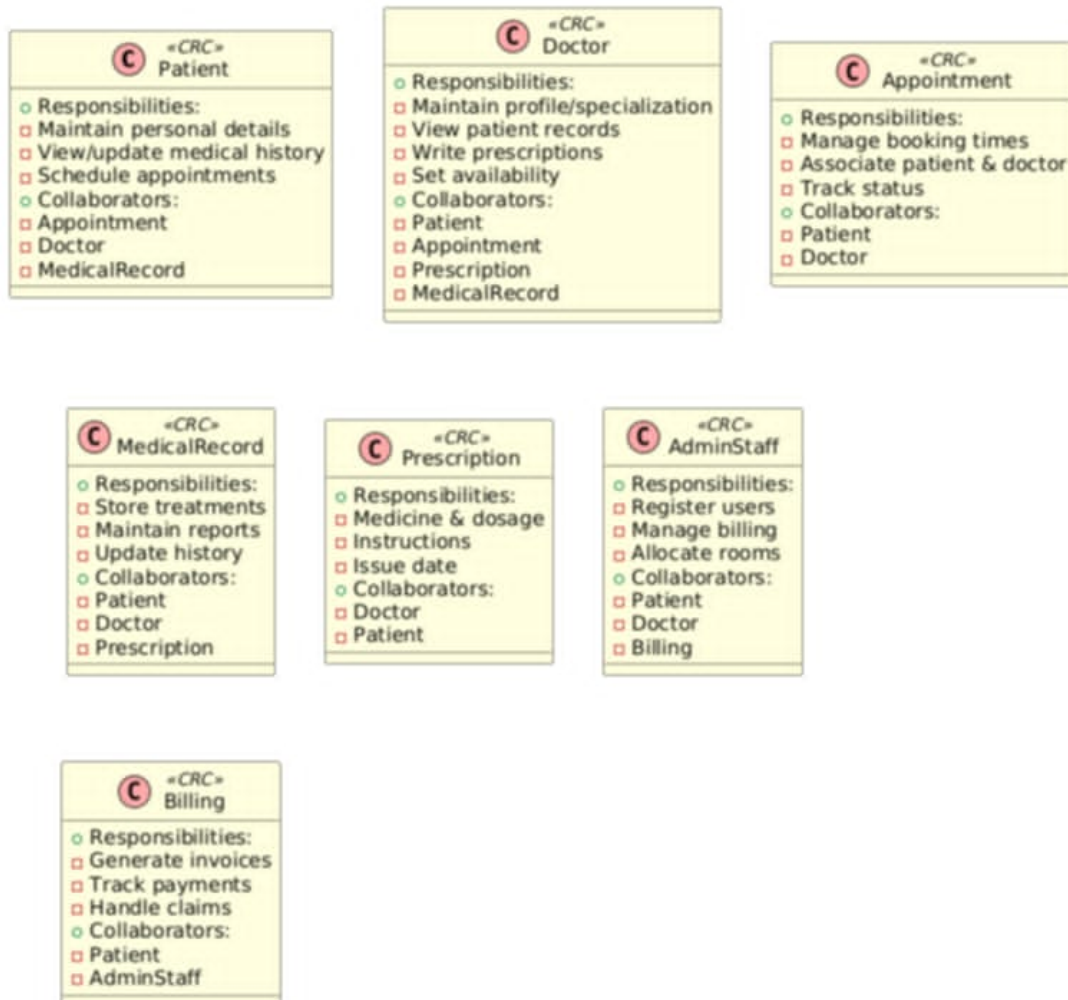 «CRC»
Patient
Responsibilities:
Maintain personal details
View/update medical history
Schedule appointments
Collaborators:
Appointment
Doctor
MedicalRecord
«CRC»
Doctor
Responsibilities:
Maintain profile/specialization
View patient records
Write prescriptions
Set availability
Collaborators:
Patient
Appointment
Prescription
MedicalRecord
«CRC»
Appointment
Responsibilities:
Manage booking times
Associate patient & doctor
Track status
Collaborators:
Patient
Doctor
«CRC»
MedicalRecord
Responsibilities:
Store treatments
Maintain reports
Update history
Collaborators:
Patient
Doctor
Prescription
«CRC»
Prescription
Responsibilities:
Medicine & dosage
Instructions
Issue date
Collaborators:
Doctor
Patient
«CRC»
AdminStaff
Responsibilities:
Register users
Manage billing
Allocate rooms
Collaborators:
Patient
Doctor
Billing
«CRC»
Billing
Responsibilities:
Generate invoices
Track payments
Handle claims
Collaborators:
Patient
AdminStaff